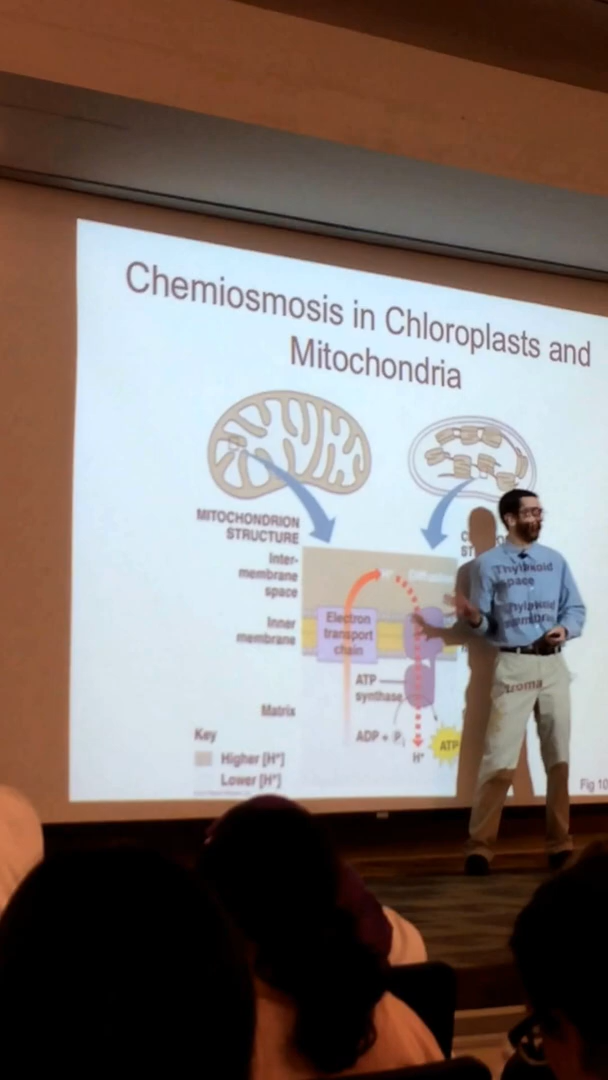 Chemiosmosis in Chloroplasts and
Mitochondria
MITOCHONDRION
STRUCTURE
Inter-
membrane
space
Inner
membrane
Electron
transport
chain
ATP
synthase
Matrix
ADP + P i
H⁺
ATP
Key
Higher [H⁺]
Lower [H⁺]
Thylakoid
space
Thylakoid
membrane
stroma
Fig 10